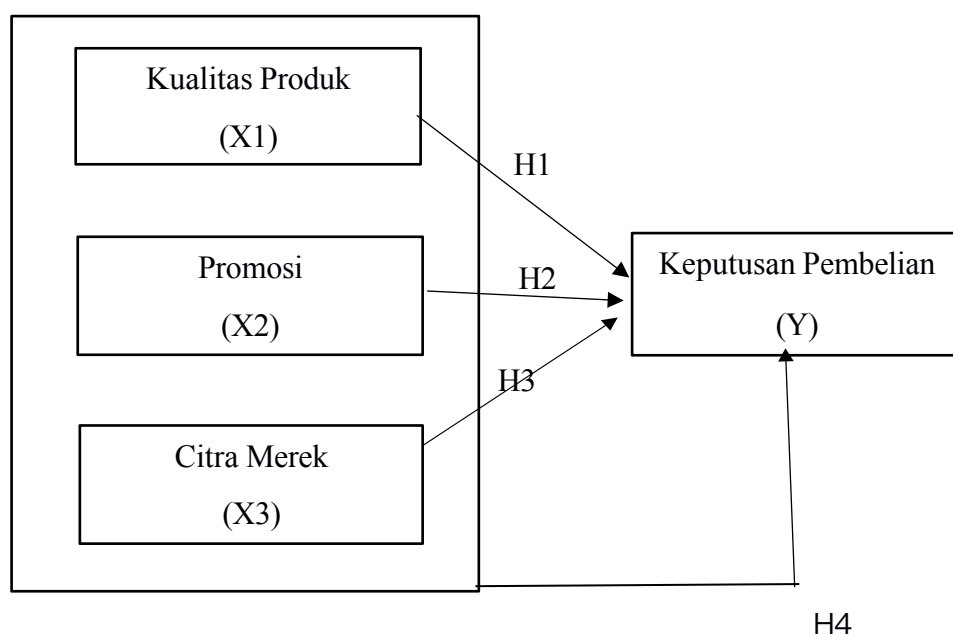 Kualitas Produk
(X1)
H1
Promosi
(X2)
H2
Keputusan Pembelian
(Y)
H3
Citra Merek
(X3)
H4